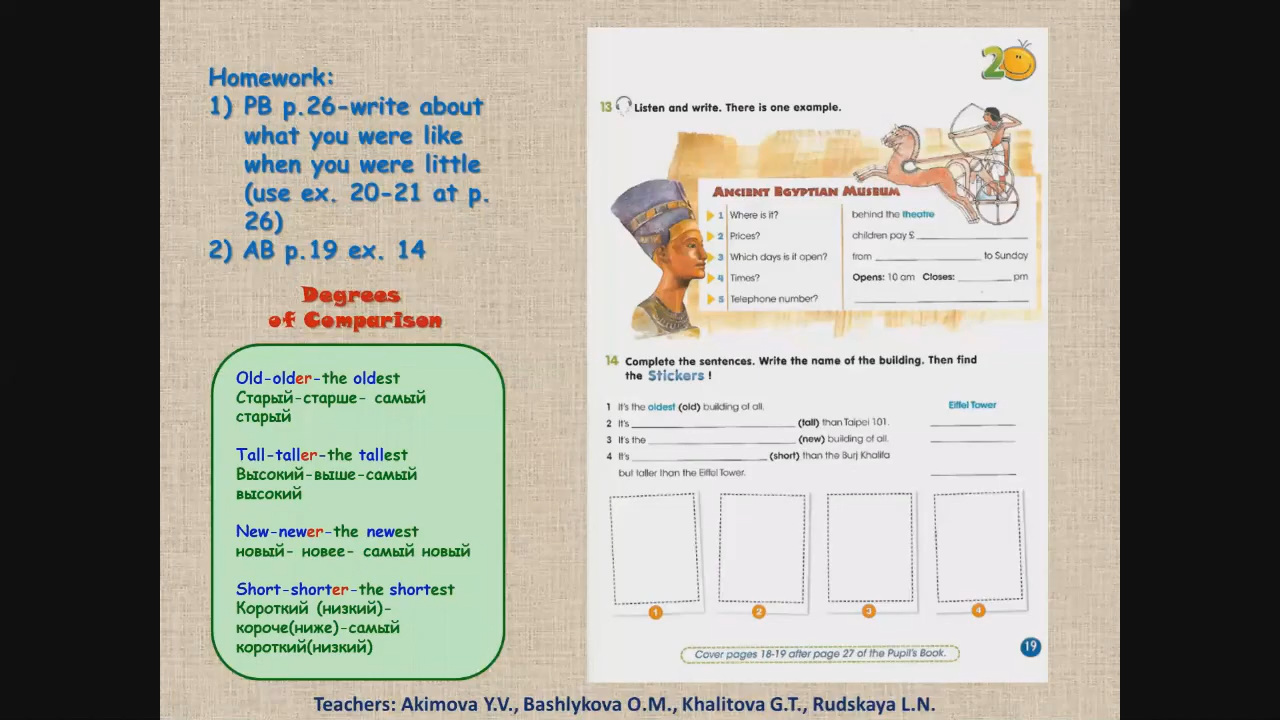 Homework:
1) PB p.26-write about
what you were like
when you were little
(use ex. 20-21 at p.
26)
2) AB p.19 ex. 14
Degrees
of Comparison
Old-older-the oldest
Старый-старше- самый
старый
Tall-taller-the tallest
Высокий-выше-самый
высокий
New-newer-the newest
новый- новее- самый новый
Short-shorter-the shortest
Короткий (низкий)-
короче(ниже)-самый
короткий(низкий)
2
13 Listen and write. There is one example.
ANCIENT EGYPTIAN MUSEUM
1 Where is it? behind the theatre
2 Prices? children pay £
3 Which days is it open? from to Sunday
4 Times? Opens: 10 am Closes: pm
5 Telephone number?
14 Complete the sentences. Write the name of the building. Then find
the Stickers !
1 It's the oldest (old) building of all. Eiffel Tower
2 It's (tall) than Taipei 101.
3 It's the (new) building of all.
4 It's (short) than the Burj Khalifa
but taller than the Eiffel Tower.
1 2 3 4
Cover pages 18-19 after page 27 of the Pupil's Book.
19
Teachers: Akimova Y.V., Bashlykova O.M., Khalitova G.T., Rudskaya L.N.